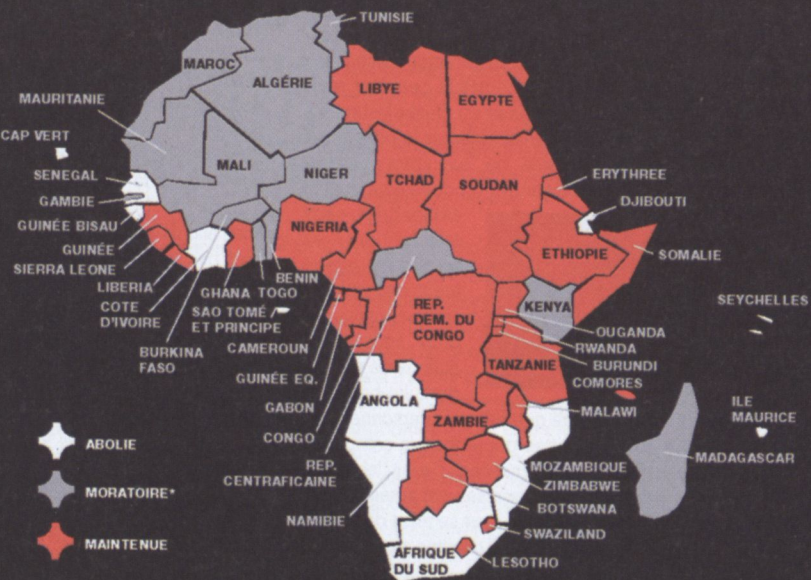 TUNISIE
MAROC
ALGÉRIE
LIBYE
EGYPTE
MAURITANIE
CAP VERT
MALI
NIGER
TCHAD
SOUDAN
ERYTHREE
SENEGAL
DJIBOUTI
GAMBIE
GUINÉE BISAU
NIGERIA
ETHIOPIE
SOMALIE
GUINÉE
SIERRA LEONE
LIBERIA
BENIN
GHANA TOGO
COTE
D'IVOIRE
SAO TOMÉ
ET PRINCIPE
KENYA
SEYCHELLES
REP.
DEM. DU
CONGO
OUGANDA
RWANDA
BURUNDI
BURKINA
FASO
CAMEROUN
GUINÉE EQ.
TANZANIE
COMORES
GABON
ANGOLA
MALAWI
ILE
MAURICE
CONGO
ZAMBIE
ABOLIE
MADAGASCAR
REP.
CENTRAFICAINE
MOZAMBIQUE
ZIMBABWE
MORATOIRE*
BOTSWANA
NAMIBIE
SWAZILAND
MAINTENUE
AFRIQUE
DU SUD
LESOTHO